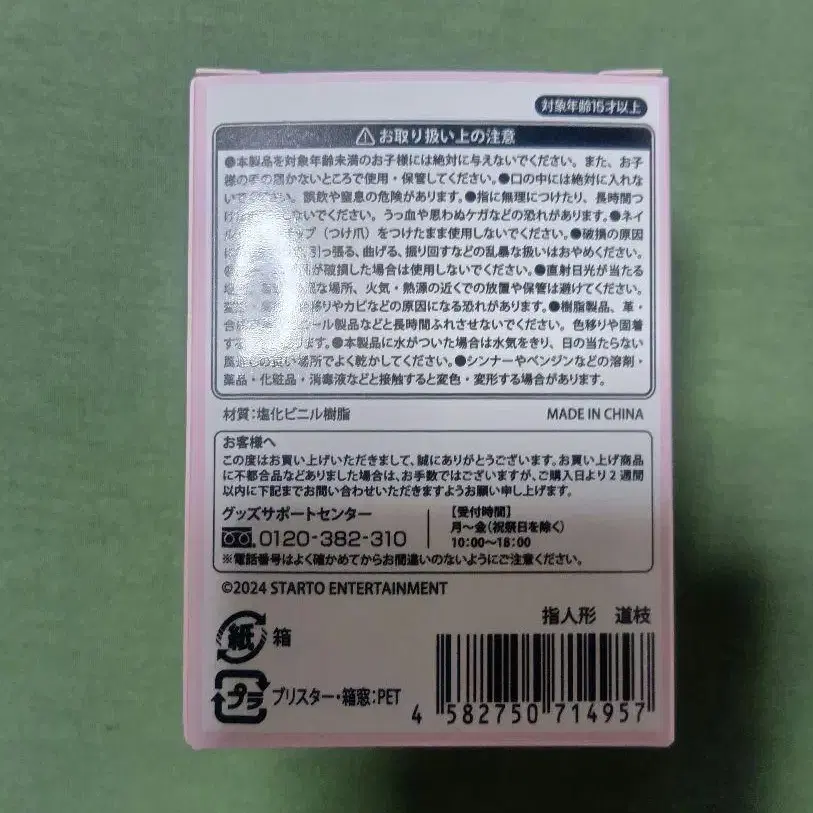 対象年齢15才以上
⚠お取り扱い上の注意
●本製品を対象年齢未満のお子様には絶対に与えないでください。また、お子
様の手の届かないところで使用・保管してください。●口の中には絶対に入れな
いでください。誤飲や窒息の危険があります。●指に無理につけたり、長時間つ
しないでください。うっ血や思わぬケガなどの恐れがあります。●ネイ
ップ(つけ爪)をつけたまま使用しないでください。●破損の原因
引っ張る、曲げる、振り回すなどの乱暴な扱いはおやめください。
が破損した場合は使用しないでください。●直射日光が当たる
な場所、火気・熱源の近くでの放置や保管は避けてください。
移りやカビなどの原因になる恐れがあります。●樹脂製品、革・
ール製品などと長時間ふれさせないでください。色移りや固着
ります。●本製品に水がついた場合は水気をきり、日の当たらない
風通しの良い場所でよく乾かしてください。●シンナーやベンジンなどの溶剤・
薬品・化粧品・消毒液などと接触すると変色・変形する場合があります。
材質:塩化ビニル樹脂 MADE IN CHINA
お客様へ
この度はお買い上げいただきまして、誠にありがとうございます。お買い上げ商品
に不都合品などありました場合は、お手数ではございますが、ご購入日より2週間
以内に下記までお問い合わせいただきますようお願い申し上げます。
グッズサポートセンター
0120-382-310
【受付時間】
月〜金(祝祭日を除く)
10:00〜18:00
※電話番号はよく確かめてからお間違いのないようにご注意ください。
©2024 STARTO ENTERTAINMENT
指人形 道枝
紙 箱
プラ ブリスター・箱窓:PET
4 582750 714957